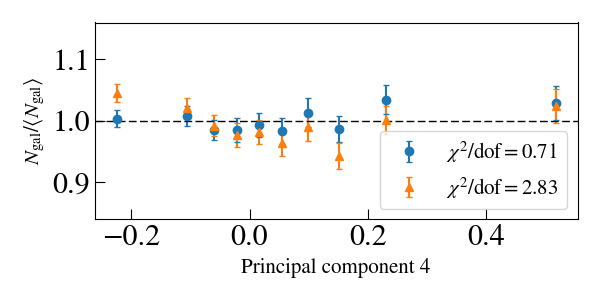 1.1
1.0
0.9
N_gal/⟨N_gal⟩
χ²/dof = 0.71
χ²/dof = 2.83
−0.2 0.0 0.2 0.4
Principal component 4